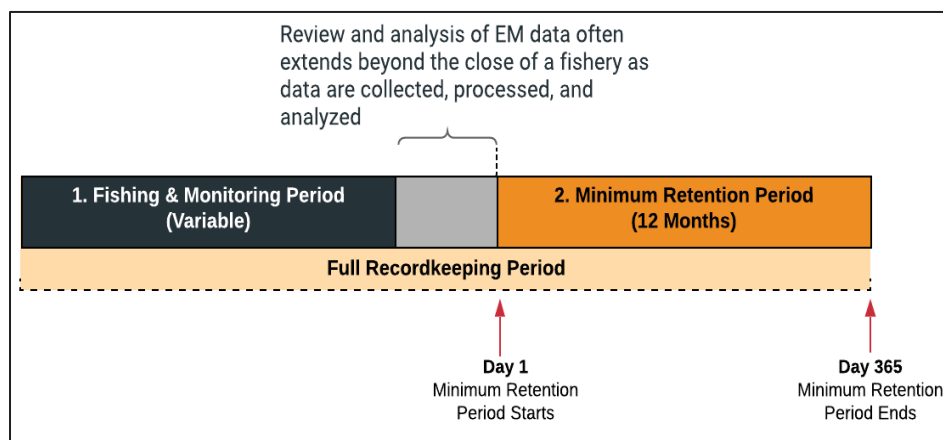 Review and analysis of EM data often
extends beyond the close of a fishery as
data are collected, processed, and
analyzed
1. Fishing & Monitoring Period
(Variable)
2. Minimum Retention Period
(12 Months)
Full Recordkeeping Period
Day 1
Minimum Retention
Period Starts
Day 365
Minimum Retention
Period Ends